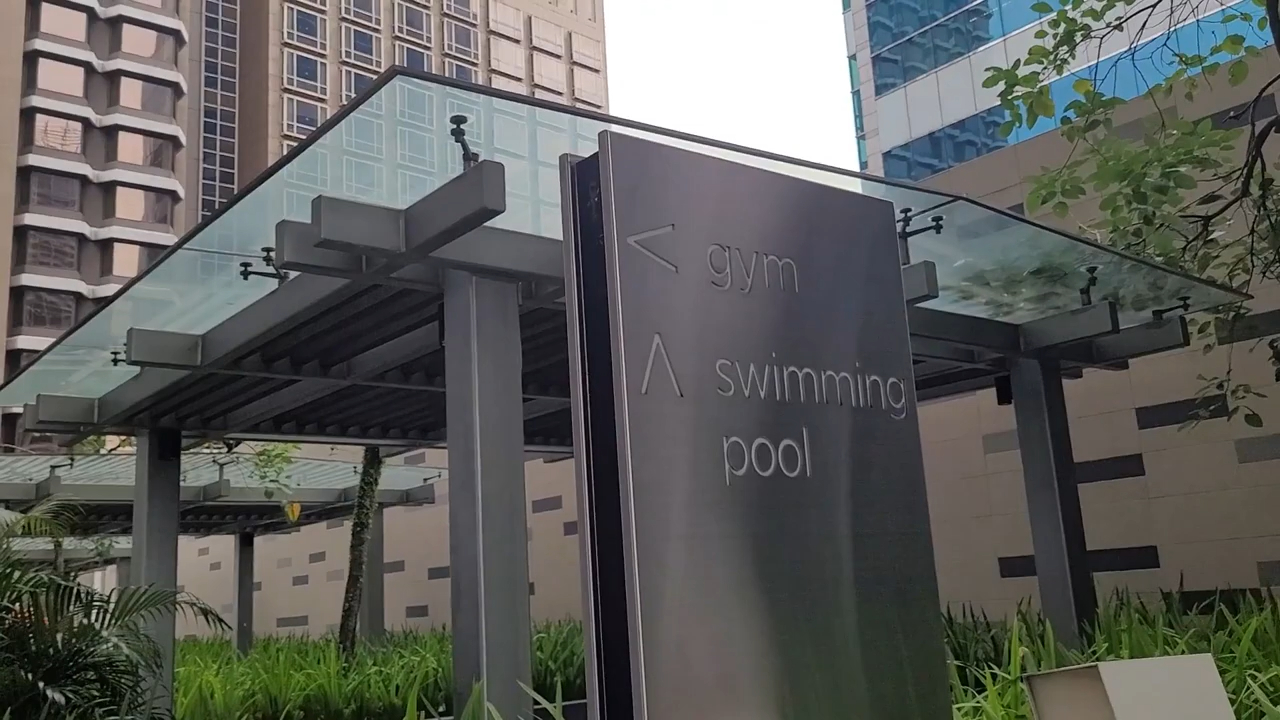 < gym
^ swimming
pool